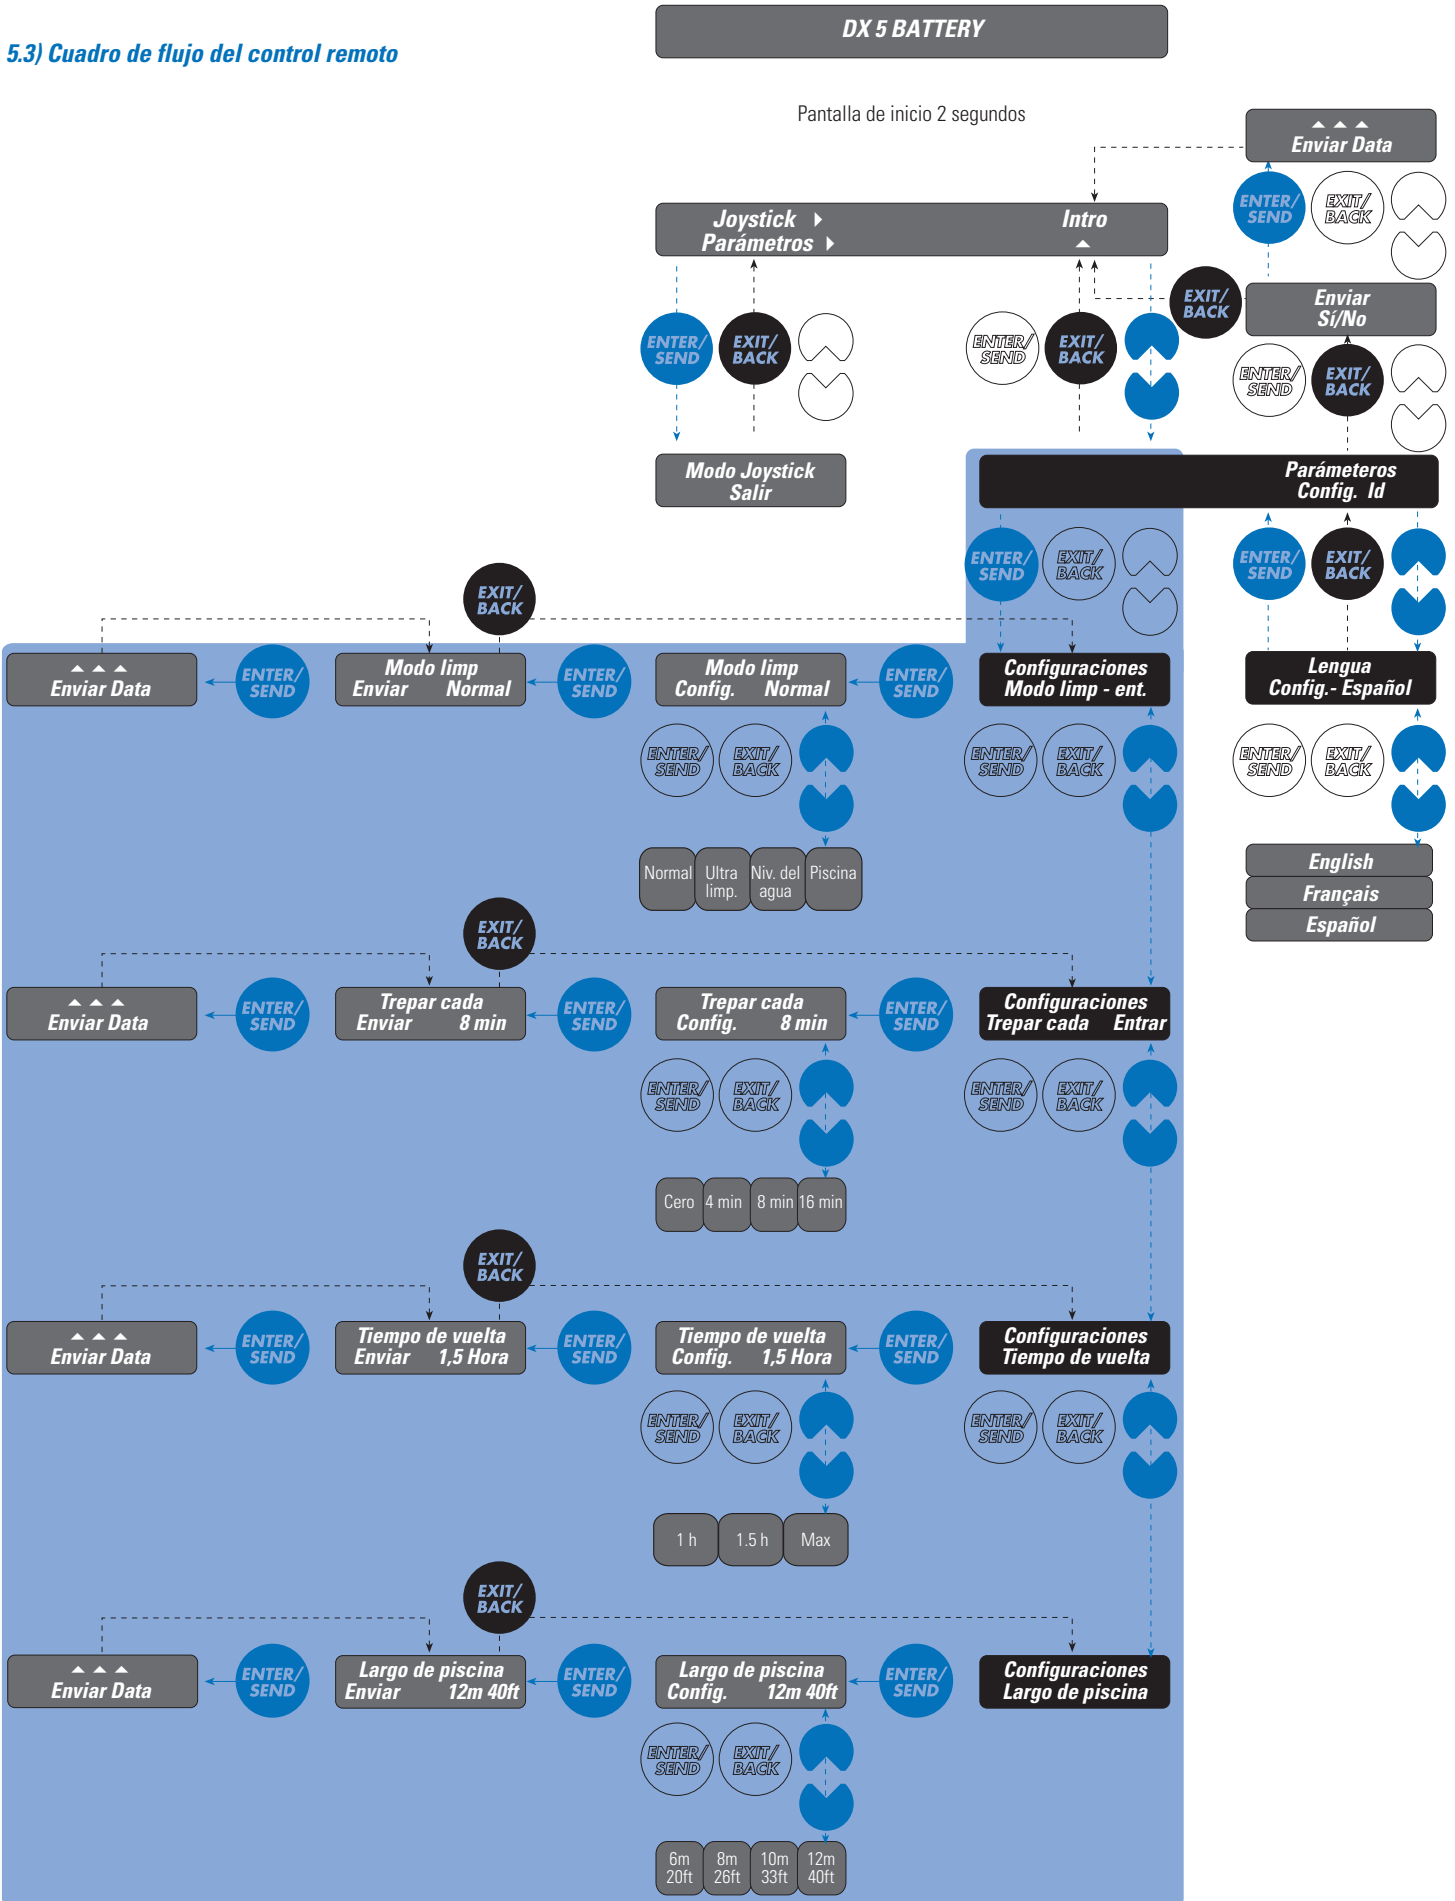 5.3) Cuadro de flujo del control remoto
DX 5 BATTERY
Pantalla de inicio 2 segundos
Enviar Data
ENTER/
SEND
EXIT/
BACK
Joystick
Intro
Parámetros
EXIT/
BACK
Enviar
Sí/No
ENTER/
SEND
EXIT/
BACK
ENTER/
SEND
EXIT/
BACK
ENTER/
SEND
EXIT/
BACK
Modo Joystick
Salir
Parámeteros
Config. Id
ENTER/
SEND
EXIT/
BACK
ENTER/
SEND
EXIT/
BACK
EXIT/
BACK
Enviar Data
ENTER/
SEND
Modo limp
Enviar Normal
ENTER/
SEND
Modo limp
Config. Normal
ENTER/
SEND
Configuraciones
Modo limp - ent.
Lengua
Config.- Español
ENTER/
SEND
EXIT/
BACK
ENTER/
SEND
EXIT/
BACK
ENTER/
SEND
EXIT/
BACK
Normal
Ultra
limp.
Niv. del
agua
Piscina
English
Français
Español
EXIT/
BACK
Enviar Data
ENTER/
SEND
Trepar cada
Enviar 8 min
ENTER/
SEND
Trepar cada
Config. 8 min
ENTER/
SEND
Configuraciones
Trepar cada Entrar
ENTER/
SEND
EXIT/
BACK
ENTER/
SEND
EXIT/
BACK
Cero
4 min
8 min
16 min
EXIT/
BACK
Enviar Data
ENTER/
SEND
Tiempo de vuelta
Enviar 1,5 Hora
ENTER/
SEND
Tiempo de vuelta
Config. 1,5 Hora
ENTER/
SEND
Configuraciones
Tiempo de vuelta
ENTER/
SEND
EXIT/
BACK
ENTER/
SEND
EXIT/
BACK
1 h
1.5 h
Max
EXIT/
BACK
Enviar Data
ENTER/
SEND
Largo de piscina
Enviar 12m 40ft
ENTER/
SEND
Largo de piscina
Config. 12m 40ft
ENTER/
SEND
Configuraciones
Largo de piscina
ENTER/
SEND
EXIT/
BACK
6m
20ft
8m
26ft
10m
33ft
12m
40ft